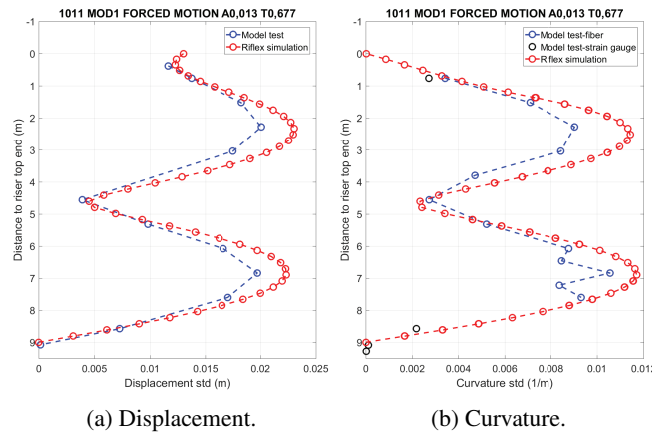 1011 MOD1 FORCED MOTION A0,013 T0,677
Model test
Riflex simulation
Distance to riser top end (m)
0
1
2
3
4
5
6
7
8
9
0
0.005
0.01
0.015
0.02
0.025
Displacement std (m)
(a) Displacement.
1011 MOD1 FORCED MOTION A0,013 T0,677
Model test-fiber
Model test-strain gauge
Riflex simulation
Distance to riser top end (m)
0
1
2
3
4
5
6
7
8
9
0
0.002
0.004
0.006
0.008
0.01
0.012
Curvature std (1/m)
(b) Curvature.